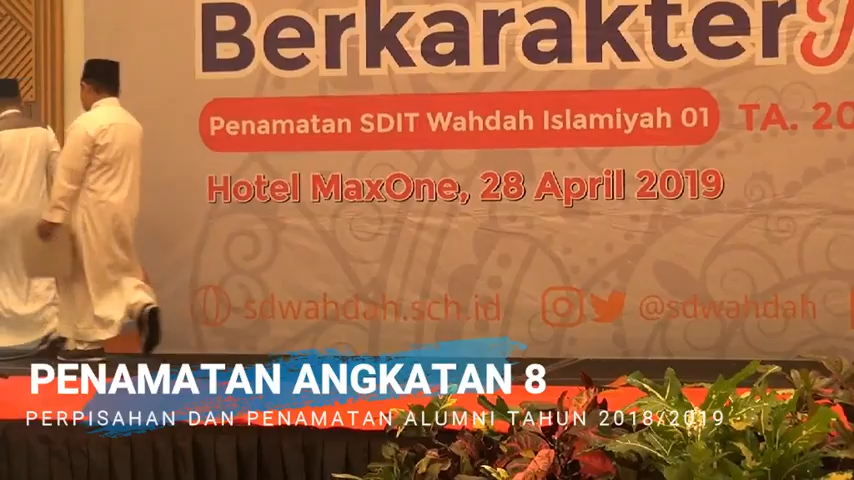 Berkarakter
Penamatan SDIT Wahdah Islamiyah 01 TA. 20
Hotel MaxOne, 28 April 2019
sdwahdah.sch.id @sdwahdah
PENAMATAN ANGKATAN 8
PERPISAHAN DAN PENAMATAN ALUMNI TAHUN 2018/2019